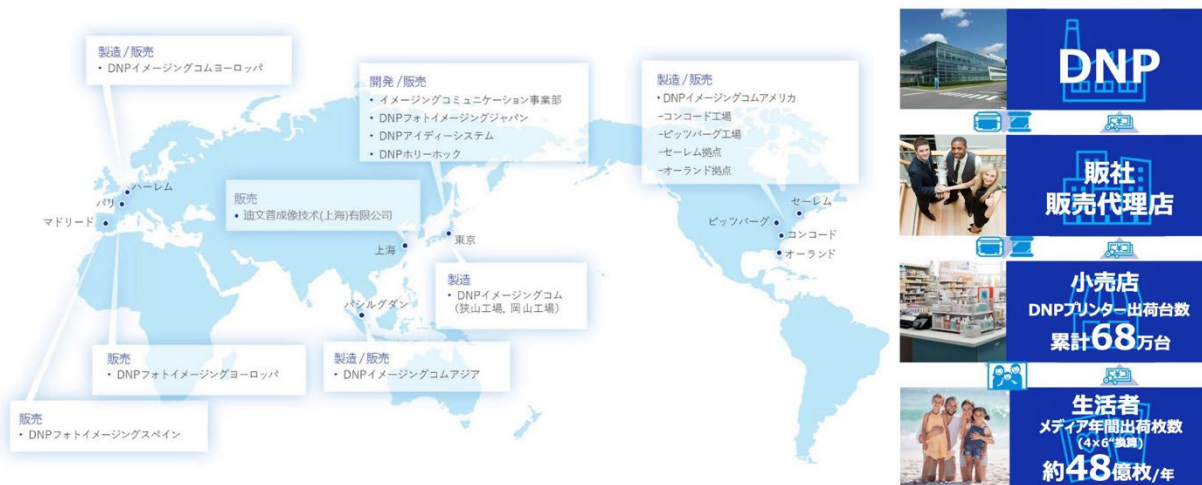 製造/販売
• DNPイメージングコムヨーロッパ
開発/販売
• イメージングコミュニケーション事業部
• DNPフォトイメージングジャパン
• DNPアイディーシステム
• DNPホリーホック
製造/販売
• DNPイメージングコムアメリカ
-コンコード工場
-ピッツバーグ工場
-セーレム拠点
-オーランド拠点
販売
• 迪文普成像技术(上海)有限公司
ハーレム
パリ
マドリード
上海
東京
パシルグダン
セーレム
ピッツバーグ
コンコード
オーランド
製造
• DNPイメージングコム
(狭山工場, 岡山工場)
販売
• DNPフォトイメージングヨーロッパ
製造/販売
• DNPイメージングコムアジア
販売
• DNPフォトイメージングスペイン
DNP
販社
販売代理店
小売店
DNPプリンター出荷台数
累計68万台
生活者
メディア年間出荷枚数
(4×6"換算)
約48億枚/年